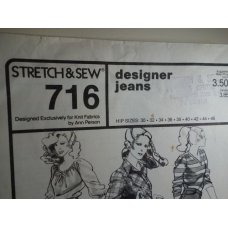 STRETCH & SEW®
716
Designed Exclusively for Knit Fabrics
by Ann Person
designer
jeans
HIP SIZES: 30 • 32 • 34 • 36 • 38 • 40 • 42 • 44 • 46
3.50